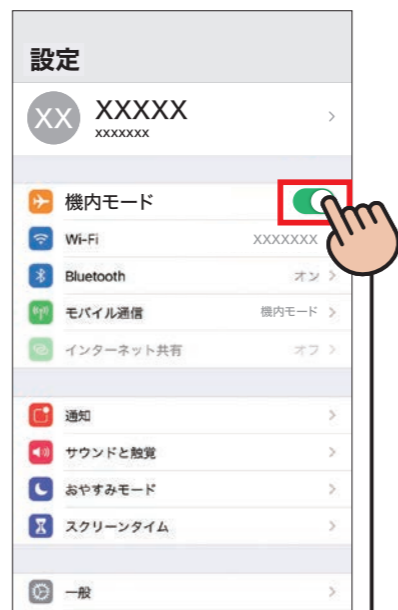 設定
XX
XXXXX
xxxxxxx
機内モード
Wi-Fi XXXXXXX
Bluetooth オン
モバイル通信 機内モード
インターネット共有 オフ
通知
サウンドと触覚
おやすみモード
スクリーンタイム
一般